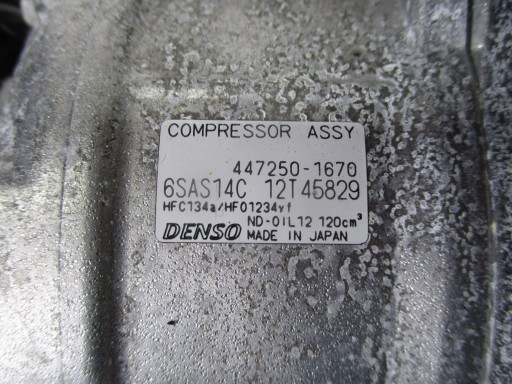 COMPRESSOR ASSY
447250-1670
6SAS14C 12T45829
HFC134a/HFO1234yf
ND-OIL12 120cm³
DENSO MADE IN JAPAN